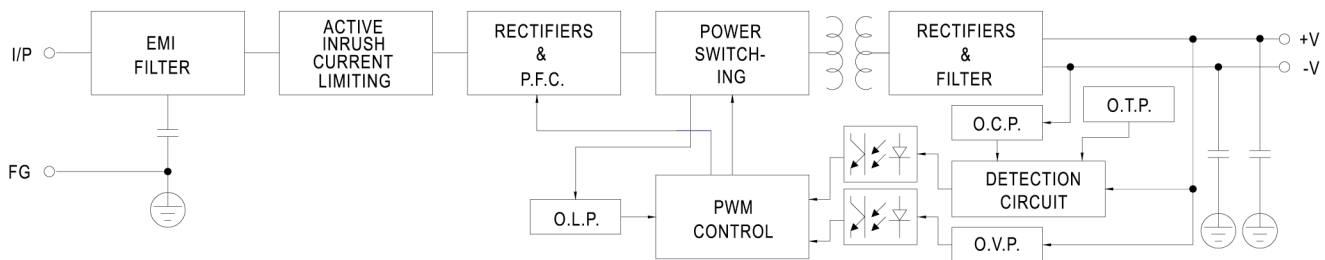 I/P
EMI
FILTER
ACTIVE
INRUSH
CURRENT
LIMITING
RECTIFIERS
&
P.F.C.
POWER
SWITCH-
ING
RECTIFIERS
&
FILTER
+V
-V
O.C.P.
O.T.P.
FG
DETECTION
CIRCUIT
O.L.P.
PWM
CONTROL
O.V.P.